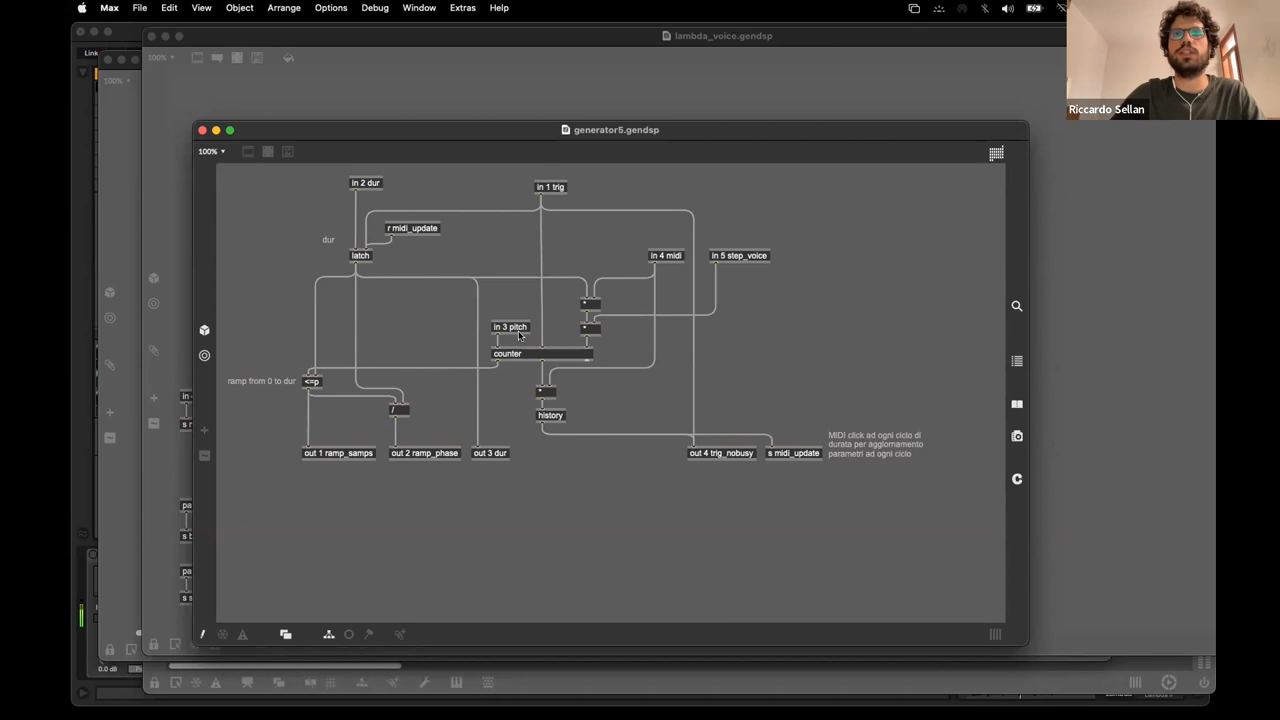 Max File Edit View Object Arrange Options Debug Window Extras Help
lambda_voice.gendsp
Link
100%
100%
Riccardo Sellan
generator5.gendsp
100%
in 2 dur
in 1 trig
r midi_update
dur
latch
in 4 midi
in 5 step_voice
*
in 3 pitch
*
counter
ramp from 0 to dur
<=p
*
/
history
MIDI click ad ogni ciclo di
durata per aggiornamento
parametri ad ogni ciclo
out 1 ramp_samps
out 2 ramp_phase
out 3 dur
out 4 trig_nobusy
s midi_update
0.0 dB